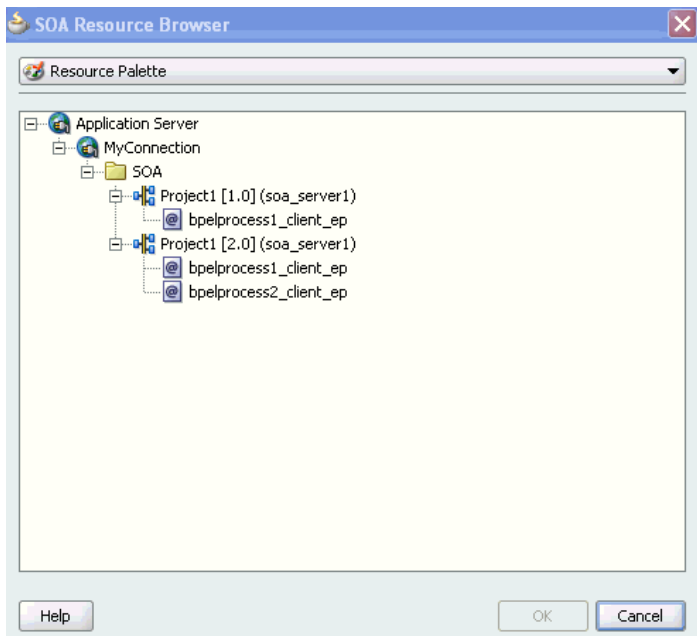 SOA Resource Browser
Resource Palette
Application Server
MyConnection
SOA
Project1 [1.0] (soa_server1)
bpelprocess1_client_ep
Project1 [2.0] (soa_server1)
bpelprocess1_client_ep
bpelprocess2_client_ep
Help OK Cancel